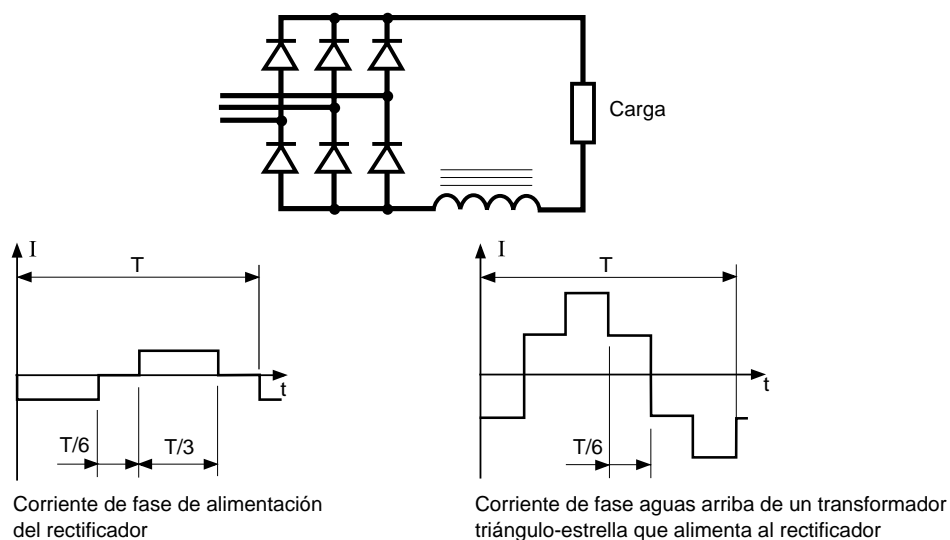 Carga
I
T
t
T/6
T/3
Corriente de fase de alimentación
del rectificador
I
T
t
T/6
Corriente de fase aguas arriba de un transformador
triángulo-estrella que alimenta al rectificador